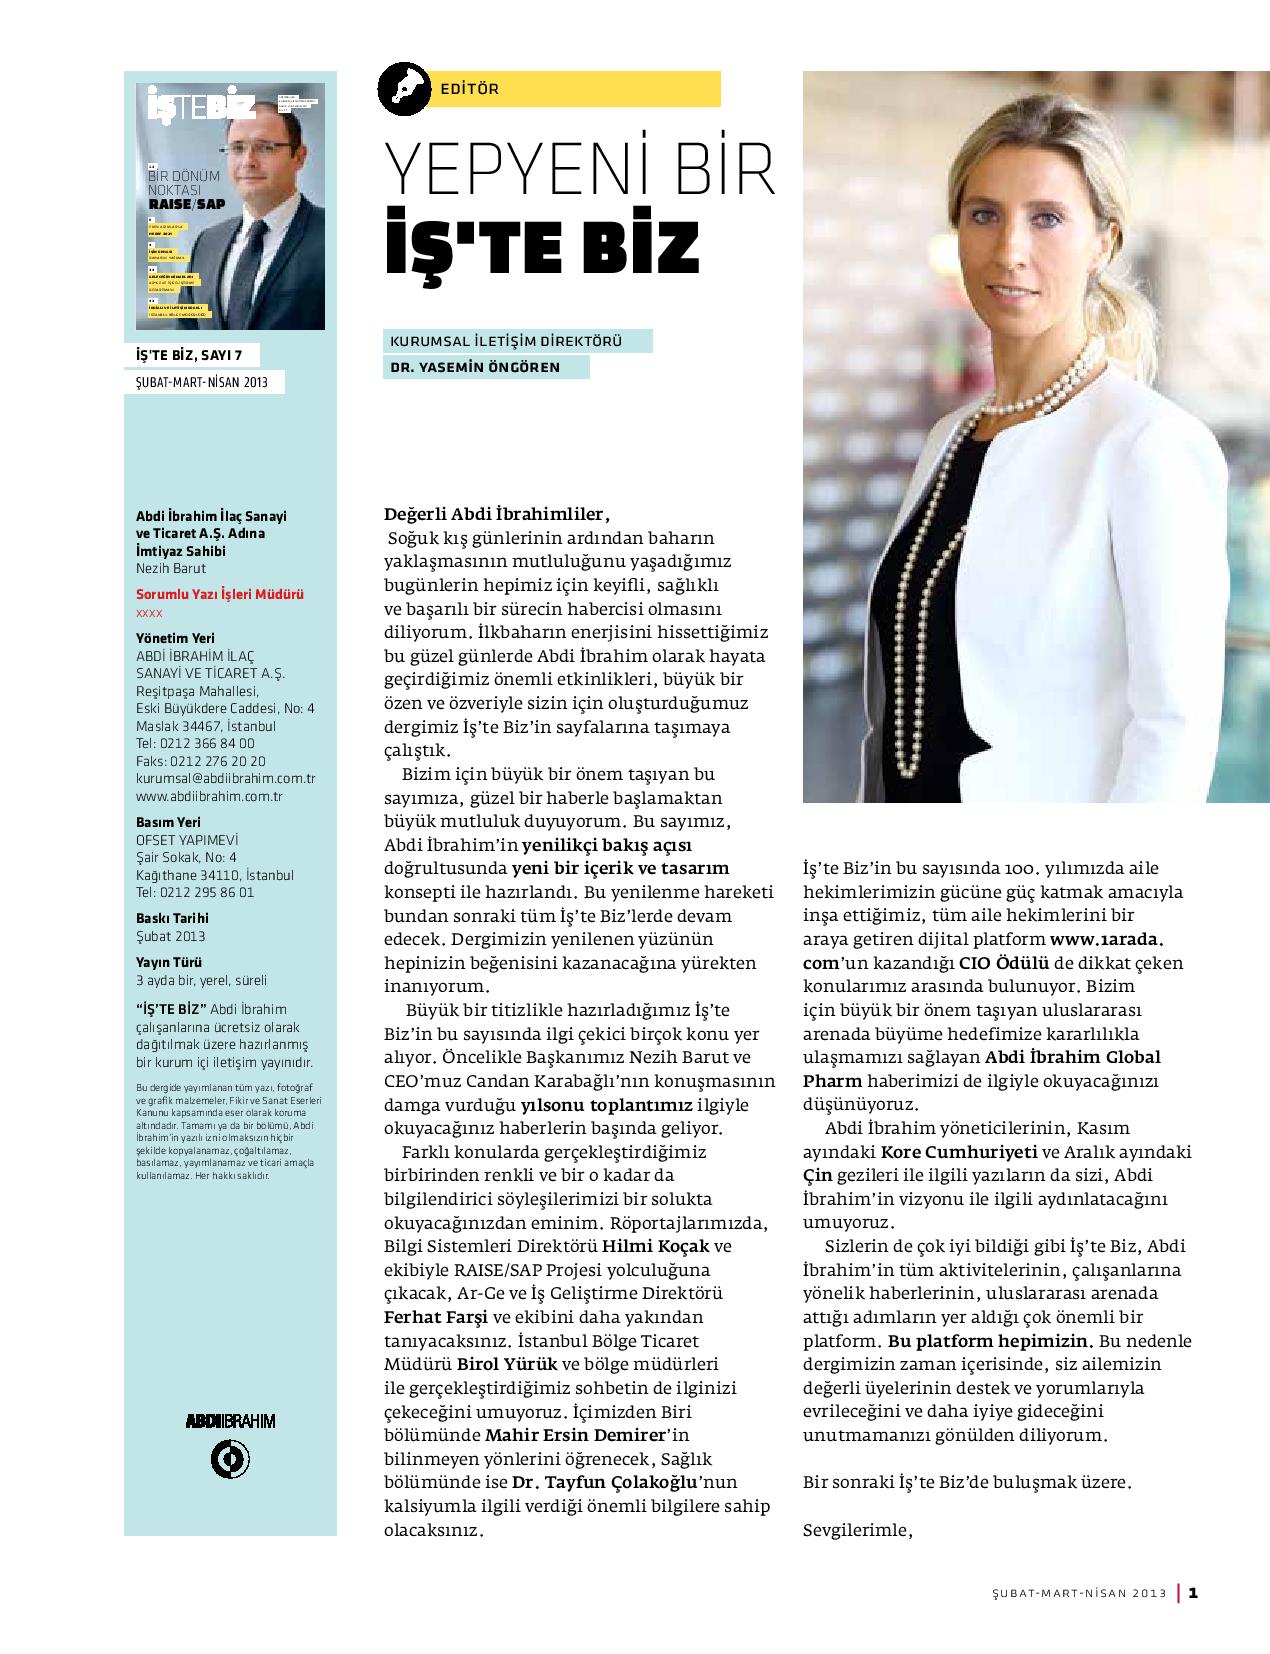 İŞTEBİZ
BİR DÖNÜM
NOKTASI
RAISE/SAP
İŞ'TE BİZ, SAYI 7
ŞUBAT-MART-NİSAN 2013
Abdi İbrahim İlaç Sanayi
ve Ticaret A.Ş. Adına
İmtiyaz Sahibi
Nezih Barut
Sorumlu Yazı İşleri Müdürü
xxxx
Yönetim Yeri
ABDİ İBRAHİM İLAÇ
SANAYİ VE TİCARET A.Ş.
Reşitpaşa Mahallesi,
Eski Büyükdere Caddesi, No: 4
Maslak 34467, İstanbul
Tel: 0212 366 84 00
Faks: 0212 276 20 20
kurumsal@abdiibrahim.com.tr
www.abdiibrahim.com.tr
Basım Yeri
OFSET YAPIMEVİ
Şair Sokak, No: 4
Kağıthane 34110, İstanbul
Tel: 0212 295 86 01
Baskı Tarihi
Şubat 2013
Yayın Türü
3 ayda bir, yerel, süreli
“İŞ’TE BİZ” Abdi İbrahim
çalışanlarına ücretsiz olarak
dağıtılmak üzere hazırlanmış
bir kurum içi iletişim yayınıdır.
Bu dergide yayımlanan tüm yazı, fotoğraf
ve grafik malzemeler, Fikir ve Sanat Eserleri
Kanunu kapsamında eser olarak koruma
altındadır. Tamamı ya da bir bölümü, Abdi
İbrahim’in yazılı izni olmaksızın hiçbir
şekilde kopyalanamaz, çoğaltılamaz,
basılamaz, yayımlanamaz ve ticari amaçla
kullanılamaz. Her hakkı saklıdır.
ABDİİBRAHİM
EDİTÖR
YEPYENİ BİR
İŞ'TE BİZ
KURUMSAL İLETİŞİM DİREKTÖRÜ
DR. YASEMİN ÖNGÖREN
Değerli Abdi İbrahimliler,
Soğuk kış günlerinin ardından baharın
yaklaşmasının mutluluğunu yaşadığımız
bugünlerin hepimiz için keyifli, sağlıklı
ve başarılı bir sürecin habercisi olmasını
diliyorum. İlkbaharın enerjisini hissettiğimiz
bu güzel günlerde Abdi İbrahim olarak hayata
geçirdiğimiz önemli etkinlikleri, büyük bir
özen ve özveriyle sizin için oluşturduğumuz
dergimiz İş’te Biz’in sayfalarına taşımaya
çalıştık.
Bizim için büyük bir önem taşıyan bu
sayımıza, güzel bir haberle başlamaktan
büyük mutluluk duyuyorum. Bu sayımız,
Abdi İbrahim’in yenilikçi bakış açısı
doğrultusunda yeni bir içerik ve tasarım
konsepti ile hazırlandı. Bu yenilenme hareketi
bundan sonraki tüm İş’te Biz’lerde devam
edecek. Dergimizin yenilenen yüzünün
hepinizin beğenisini kazanacağına yürekten
inanıyorum.
Büyük bir titizlikle hazırladığımız İş’te
Biz’in bu sayısında ilgi çekici birçok konu yer
alıyor. Öncelikle Başkanımız Nezih Barut ve
CEO’muz Candan Karabağlı’nın konuşmasının
damga vurduğu yılsonu toplantımız ilgiyle
okuyacağınız haberlerin başında geliyor.
Farklı konularda gerçekleştirdiğimiz
birbirinden renkli ve bir o kadar da
bilgilendirici söyleşilerimizi bir solukta
okuyacağınızdan eminim. Röportajlarımızda,
Bilgi Sistemleri Direktörü Hilmi Koçak ve
ekibiyle RAISE/SAP Projesi yolculuğuna
çıkacak, Ar-Ge ve İş Geliştirme Direktörü
Ferhat Farşi ve ekibini daha yakından
tanıyacaksınız. İstanbul Bölge Ticaret
Müdürü Birol Yürük ve bölge müdürleri
ile gerçekleştirdiğimiz sohbetin de ilginizi
çekeceğini umuyoruz. İçimizden Biri
bölümünde Mahir Ersin Demirer’in
bilinmeyen yönlerini öğrenecek, Sağlık
bölümünde ise Dr. Tayfun Çolakoğlu’nun
kalsiyumla ilgili verdiği önemli bilgilere sahip
olacaksınız.
İş’te Biz’in bu sayısında 100. yılımızda aile
hekimlerimizin gücüne güç katmak amacıyla
inşa ettiğimiz, tüm aile hekimlerini bir
araya getiren dijital platform www.1arada.
com’un kazandığı CIO Ödülü de dikkat çeken
konularımız arasında bulunuyor. Bizim
için büyük bir önem taşıyan uluslararası
arenada büyüme hedefimize kararlılıkla
ulaşmamızı sağlayan Abdi İbrahim Global
Pharm haberimizi de ilgiyle okuyacağınızı
düşünüyoruz.
Abdi İbrahim yöneticilerinin, Kasım
ayındaki Kore Cumhuriyeti ve Aralık ayındaki
Çin gezileri ile ilgili yazıların da sizi, Abdi
İbrahim’in vizyonu ile ilgili aydınlatacağını
umuyoruz.
Sizlerin de çok iyi bildiği gibi İş’te Biz, Abdi
İbrahim’in tüm aktivitelerinin, çalışanlarına
yönelik haberlerinin, uluslararası arenada
attığı adımların yer aldığı çok önemli bir
platform. Bu platform hepimizin. Bu nedenle
dergimizin zaman içerisinde, siz ailemizin
değerli üyelerinin destek ve yorumlarıyla
evrileceğini ve daha iyiye gideceğini
unutmamanızı gönülden diliyorum.
Bir sonraki İş’te Biz’de buluşmak üzere.
Sevgilerimle,
ŞUBAT-MART-NİSAN 2013 | 1